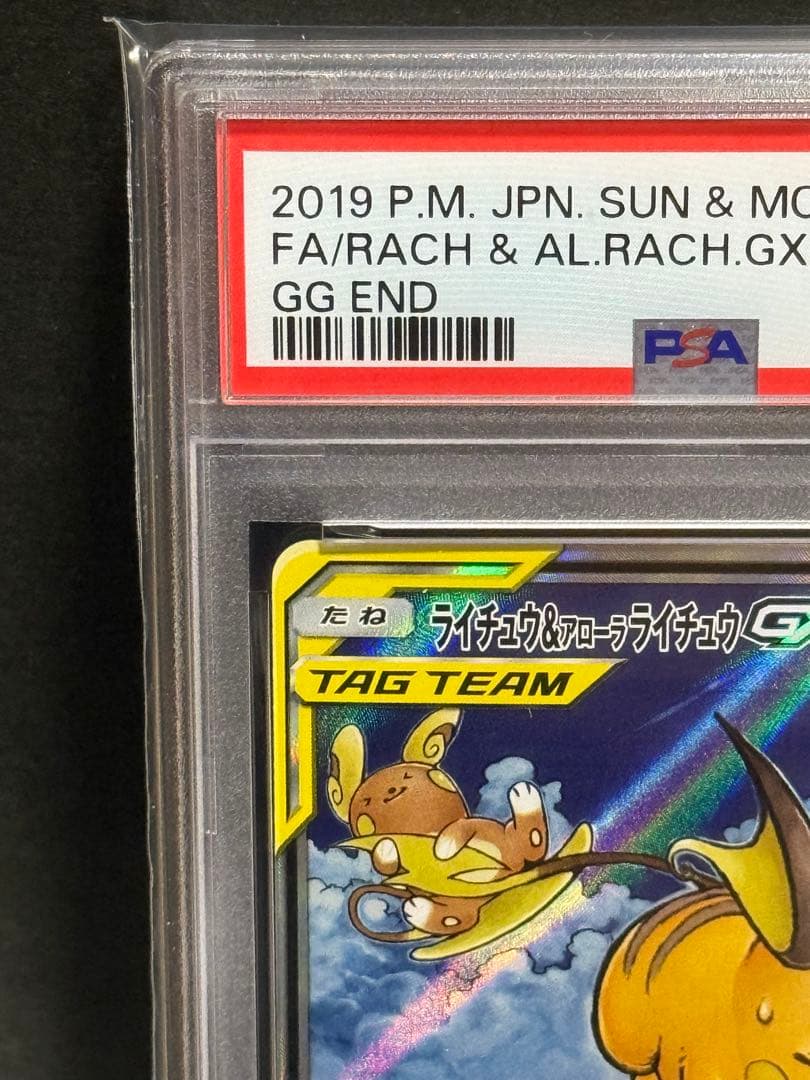 2019 P.M. JPN. SUN & MO
FA/RACH & AL.RACH.GX
GG END
PSA
たね
ライチュウ&アローラライチュウG
TAG TEAM